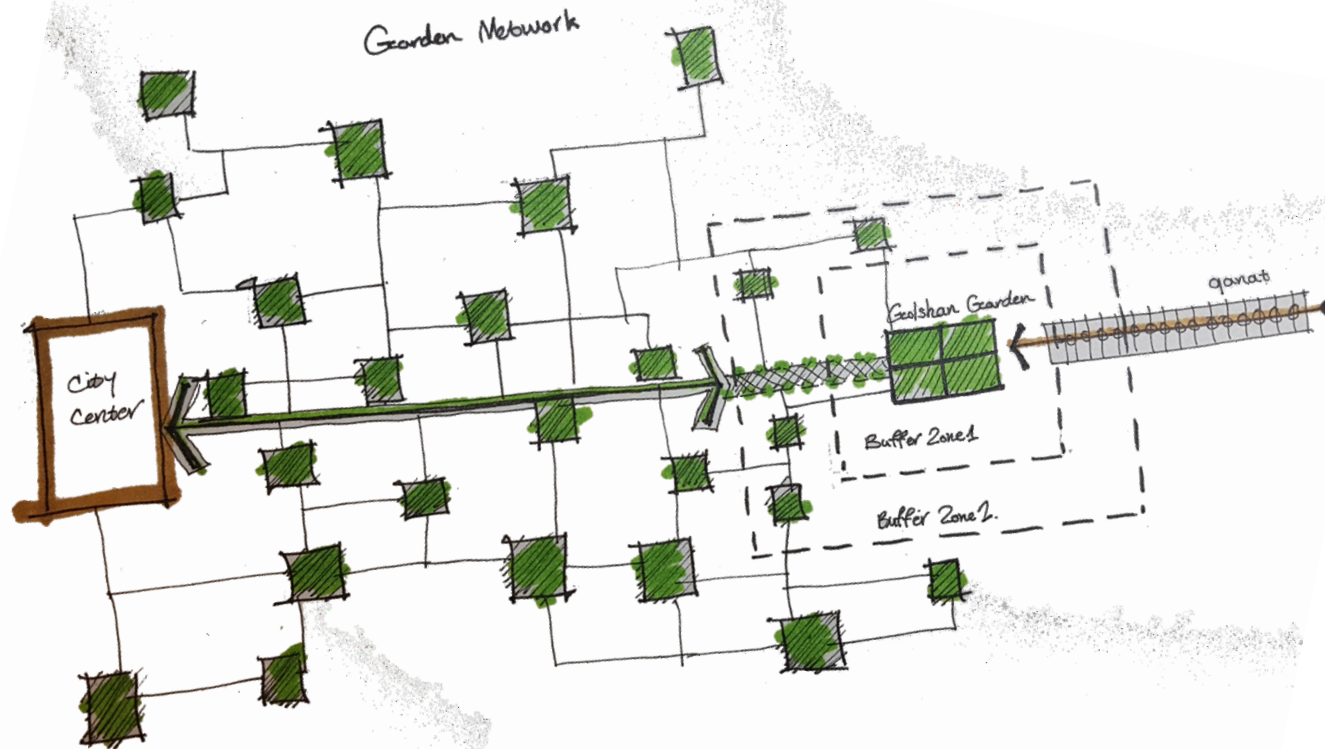 Garden Network
qanat
Golshan Garden
City
Center
Buffer Zone1
Buffer Zone2.